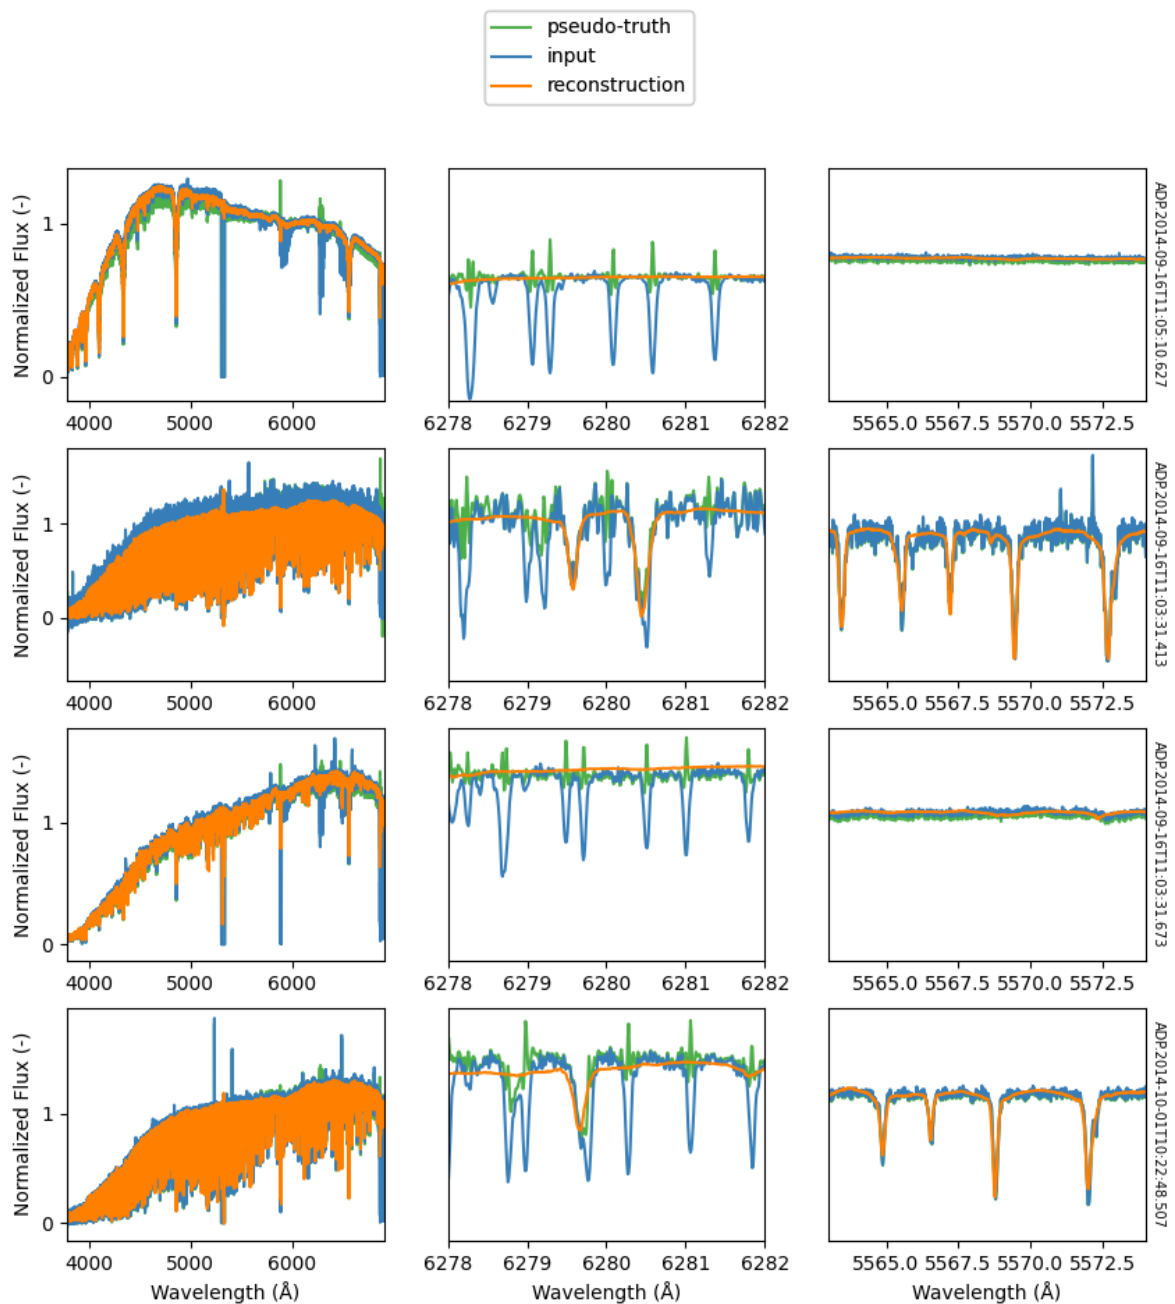 pseudo-truth
input
reconstruction
Normalized Flux (-)
1
0
4000 5000 6000
6278 6279 6280 6281 6282
5565.0 5567.5 5570.0 5572.5
ADP.2014-09-16T11:05:10.627
Normalized Flux (-)
1
0
4000 5000 6000
6278 6279 6280 6281 6282
5565.0 5567.5 5570.0 5572.5
ADP.2014-09-16T11:03:31.413
Normalized Flux (-)
1
0
4000 5000 6000
6278 6279 6280 6281 6282
5565.0 5567.5 5570.0 5572.5
ADP.2014-09-16T11:03:31.673
Normalized Flux (-)
1
0
4000 5000 6000
6278 6279 6280 6281 6282
5565.0 5567.5 5570.0 5572.5
ADP.2014-10-01T10:22:48.507
Wavelength (Å) Wavelength (Å) Wavelength (Å)